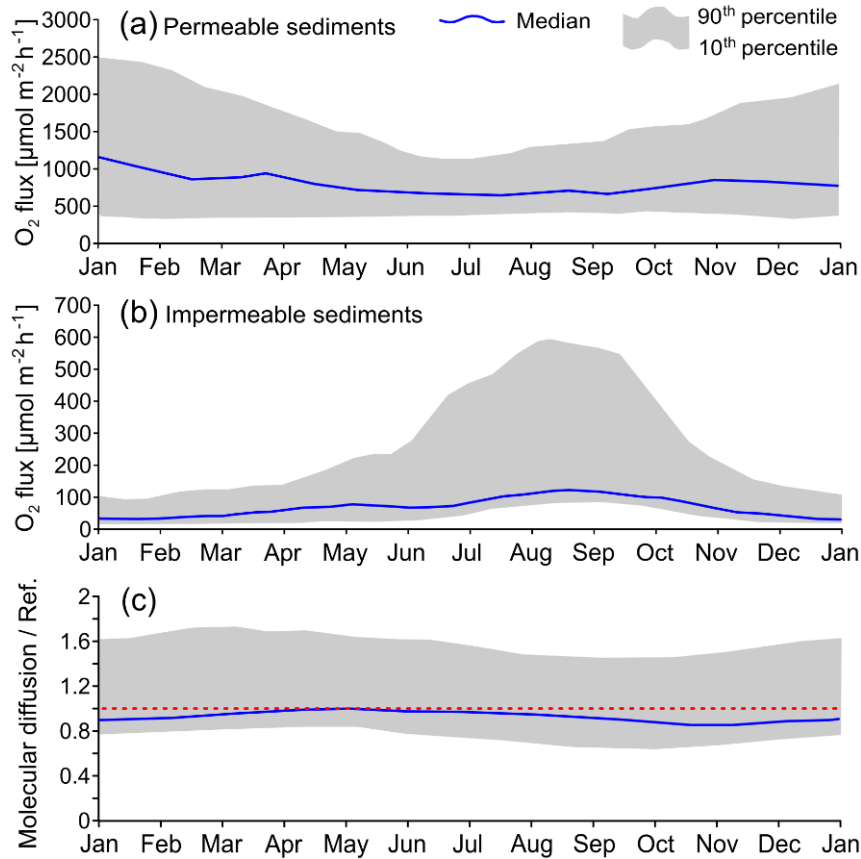 (a) Permeable sediments
Median
90th percentile
10th percentile
O2 flux [µmol m−2 h-1]
3000
2500
2000
1500
1000
500
0
Jan Feb Mar Apr May Jun Jul Aug Sep Oct Nov Dec Jan
(b) Impermeable sediments
O2 flux [µmol m−2 h-1]
700
600
500
400
300
200
100
0
Jan Feb Mar Apr May Jun Jul Aug Sep Oct Nov Dec Jan
(c)
Molecular diffusion / Ref.
2
1.6
1.2
0.8
0.4
0
Jan Feb Mar Apr May Jun Jul Aug Sep Oct Nov Dec Jan